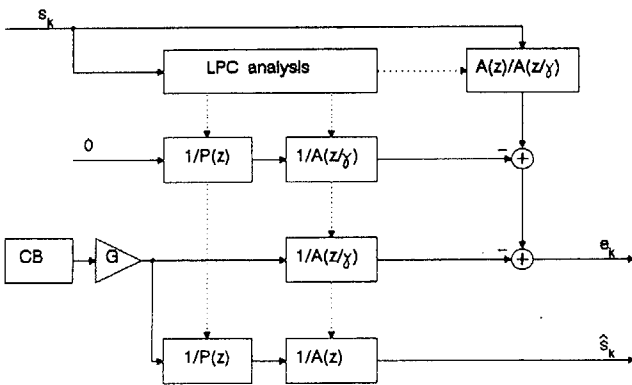 s_k
LPC analysis
A(z)/A(z/γ)
0
1/P(z)
1/A(z/γ)
−
+
CB
G
1/A(z/γ)
−
+
e_k
1/P(z)
1/A(z)
ŝ_k